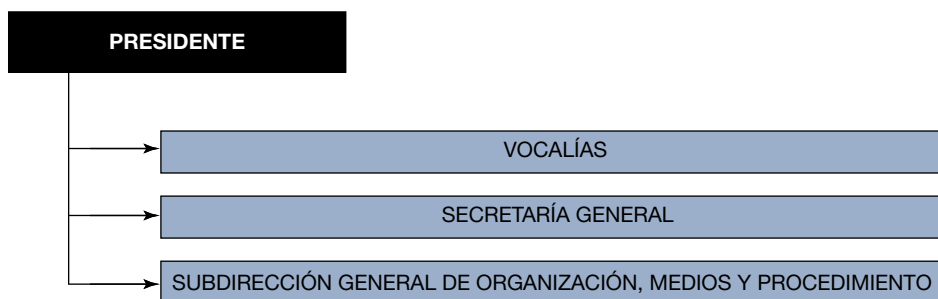 PRESIDENTE
VOCALÍAS
SECRETARÍA GENERAL
SUBDIRECCIÓN GENERAL DE ORGANIZACIÓN, MEDIOS Y PROCEDIMIENTO